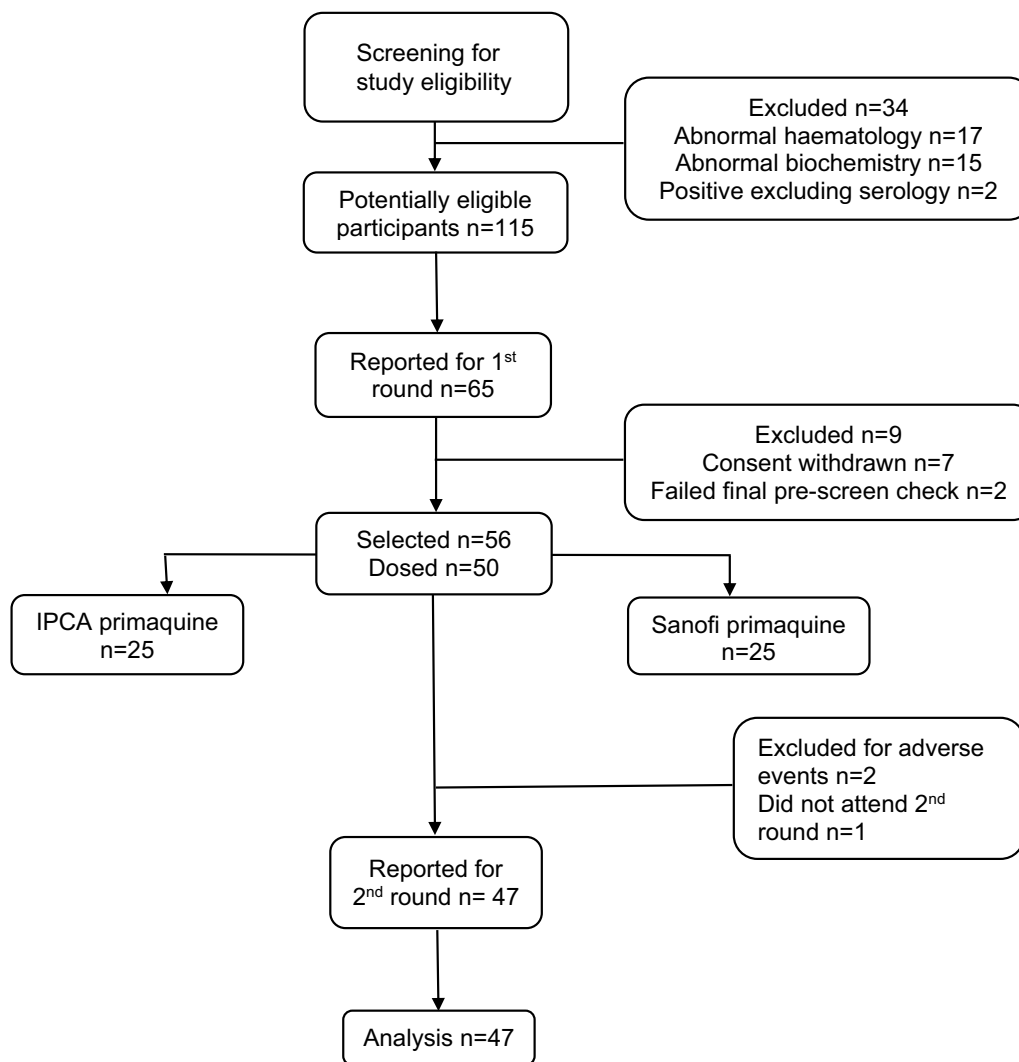 Screening for
study eligibility
Excluded n=34
Abnormal haematology n=17
Abnormal biochemistry n=15
Positive excluding serology n=2
Potentially eligible
participants n=115
Reported for 1st
round n=65
Excluded n=9
Consent withdrawn n=7
Failed final pre-screen check n=2
Selected n=56
Dosed n=50
IPCA primaquine
n=25
Sanofi primaquine
n=25
Excluded for adverse
events n=2
Did not attend 2nd
round n=1
Reported for
2nd round n= 47
Analysis n=47